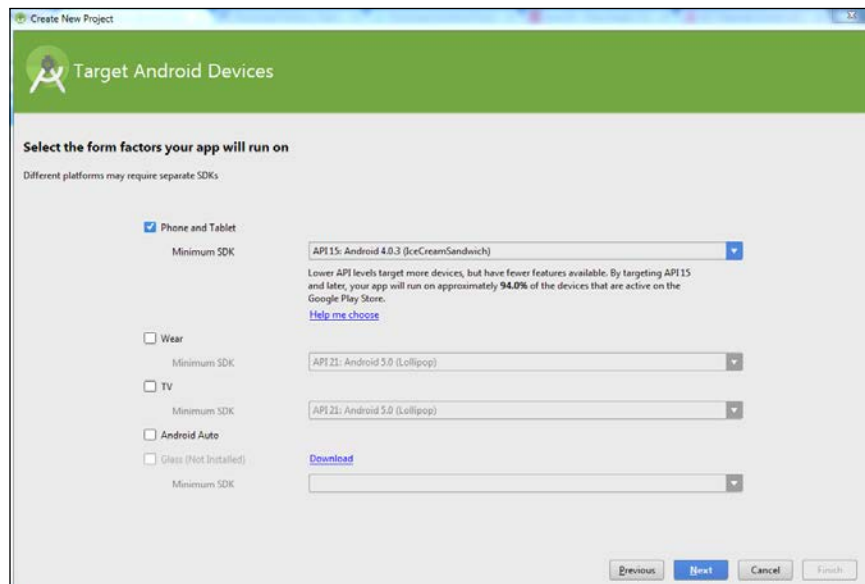 Create New Project
Target Android Devices
Select the form factors your app will run on
Different platforms may require separate SDKs
Phone and Tablet
Minimum SDK API 15: Android 4.0.3 (IceCreamSandwich)
Lower API levels target more devices, but have fewer features available. By targeting API 15
and later, your app will run on approximately 94.0% of the devices that are active on the
Google Play Store.
Help me choose
Wear
Minimum SDK API 21: Android 5.0 (Lollipop)
TV
Minimum SDK API 21: Android 5.0 (Lollipop)
Android Auto
Glass (Not Installed) Download
Minimum SDK
Previous Next Cancel Finish